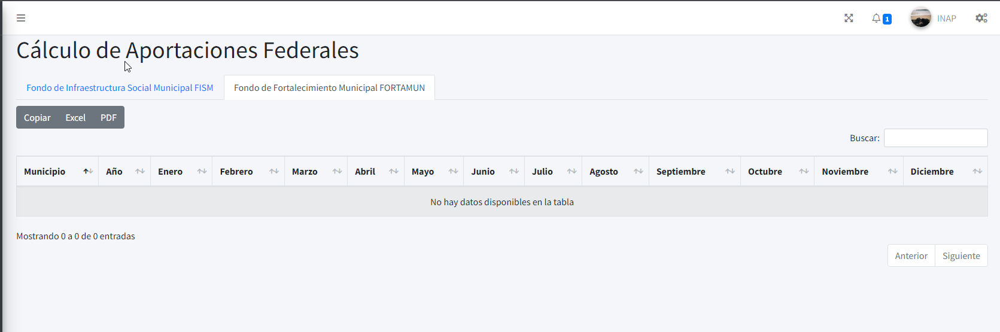 1 INAP
Cálculo de Aportaciones Federales
Fondo de Infraestructura Social Municipal FISM Fondo de Fortalecimiento Municipal FORTAMUN
Copiar Excel PDF
Buscar:
Municipio Año Enero Febrero Marzo Abril Mayo Junio Julio Agosto Septiembre Octubre Noviembre Diciembre
No hay datos disponibles en la tabla
Mostrando 0 a 0 de 0 entradas
Anterior Siguiente